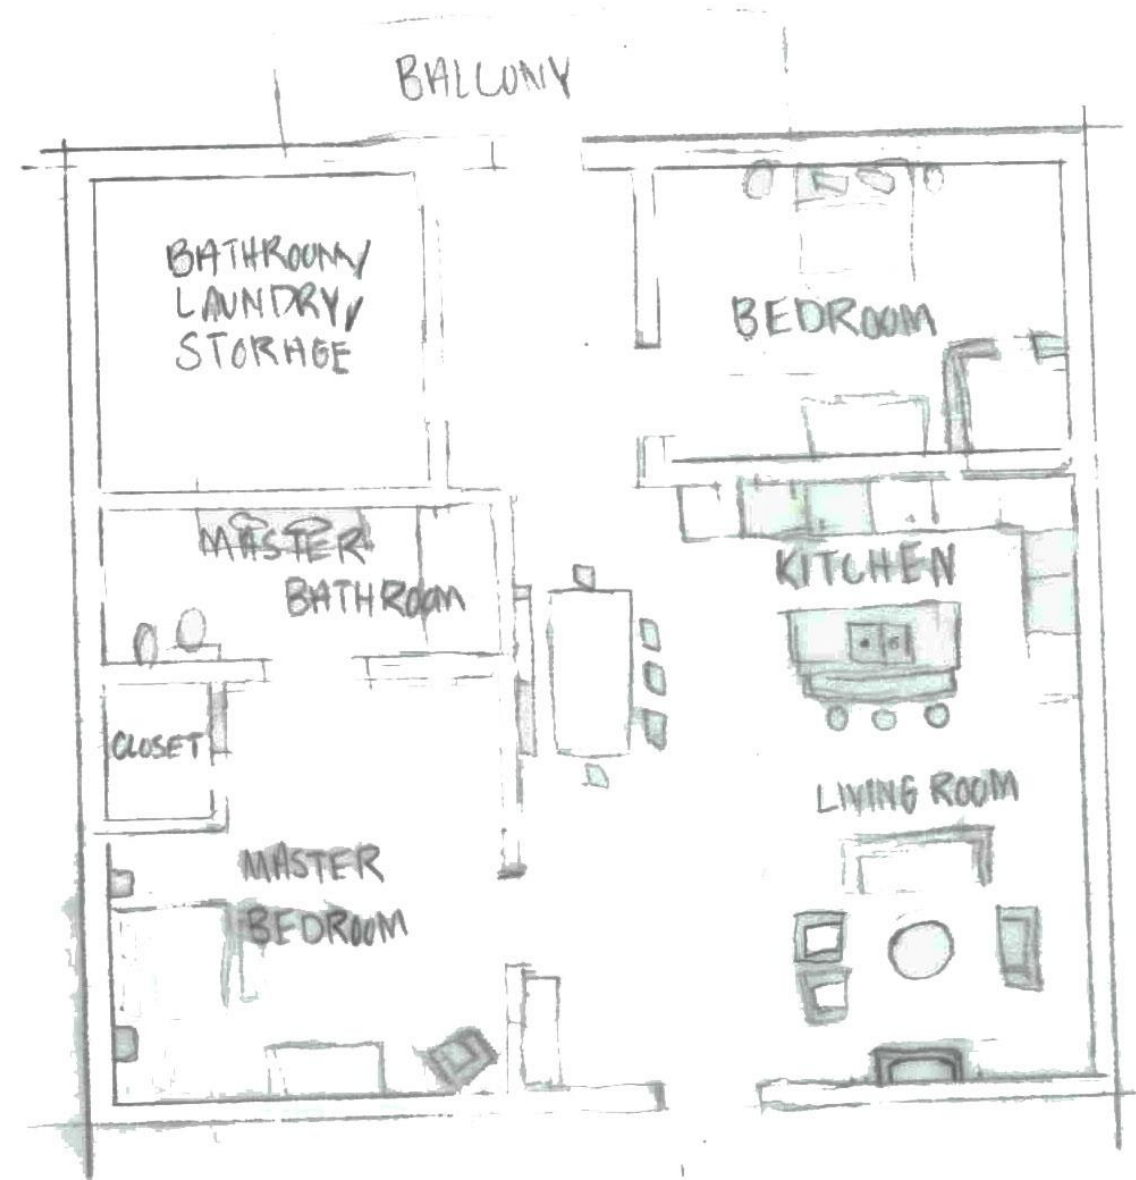 BALCONY
BATHROOM/
LAUNDRY/
STORAGE
BEDROOM
MASTER
BATHROOM
KITCHEN
CLOSET
LIVING ROOM
MASTER
BEDROOM